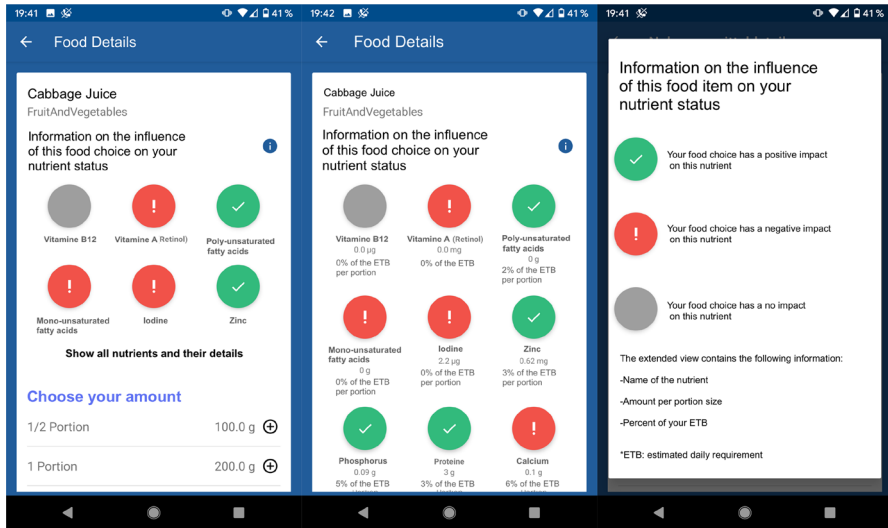 19:41
41%
Food Details
Cabbage Juice
FruitAndVegetables
Information on the influence
of this food choice on your
nutrient status
Vitamine B12
Vitamine A Retinol)
Poly-unsaturated
fatty acids
Mono-unsaturated
fatty acids
Iodine
Zinc
Show all nutrients and their details
Choose your amount
1/2 Portion
100.0 g
1 Portion
200.0 g
19:42
41%
Food Details
Cabbage Juice
FruitAndVegetables
Information on the influence
of this food choice on your
nutrient status
Vitamine B12
0.0 µg
0% of the ETB
per portion
Vitamine A (Retinol)
0.0 mg
0% of the ETB
Poly-unsaturated
fatty acids
0 g
2% of the ETB
per portion
Mono-unsaturated
fatty acids
0 g
0% of the ETB
per portion
Iodine
2.2 µg
0% of the ETB
per portion
Zinc
0.62 mg
3% of the ETB
per portion
Phosphorus
0.09 g
5% of the ETB
Proteine
3 g
3% of the ETB
Calcium
0.1 g
6% of the ETB
19:41
41%
Information on the influence
of this food item on your
nutrient status
Your food choice has a positive impact
on this nutrient
Your food choice has a negative impact
on this nutrient
Your food choice has a no impact
on this nutrient
The extended view contains the following information:
-Name of the nutrient
-Amount per portion size
-Percent of your ETB
*ETB: estimated daily requirement